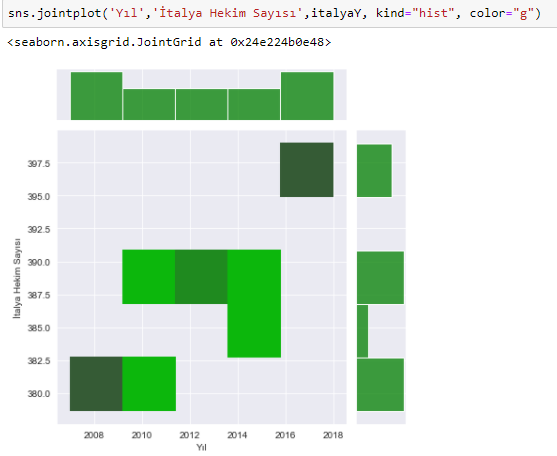 sns.jointplot('Yıl','İtalya Hekim Sayısı',italyaY, kind="hist", color="g")
<seaborn.axisgrid.JointGrid at 0x24e224b0e48>
397.5
395.0
392.5
390.0
387.5
385.0
382.5
380.0
İtalya Hekim Sayısı
2008 2010 2012 2014 2016 2018
Yıl